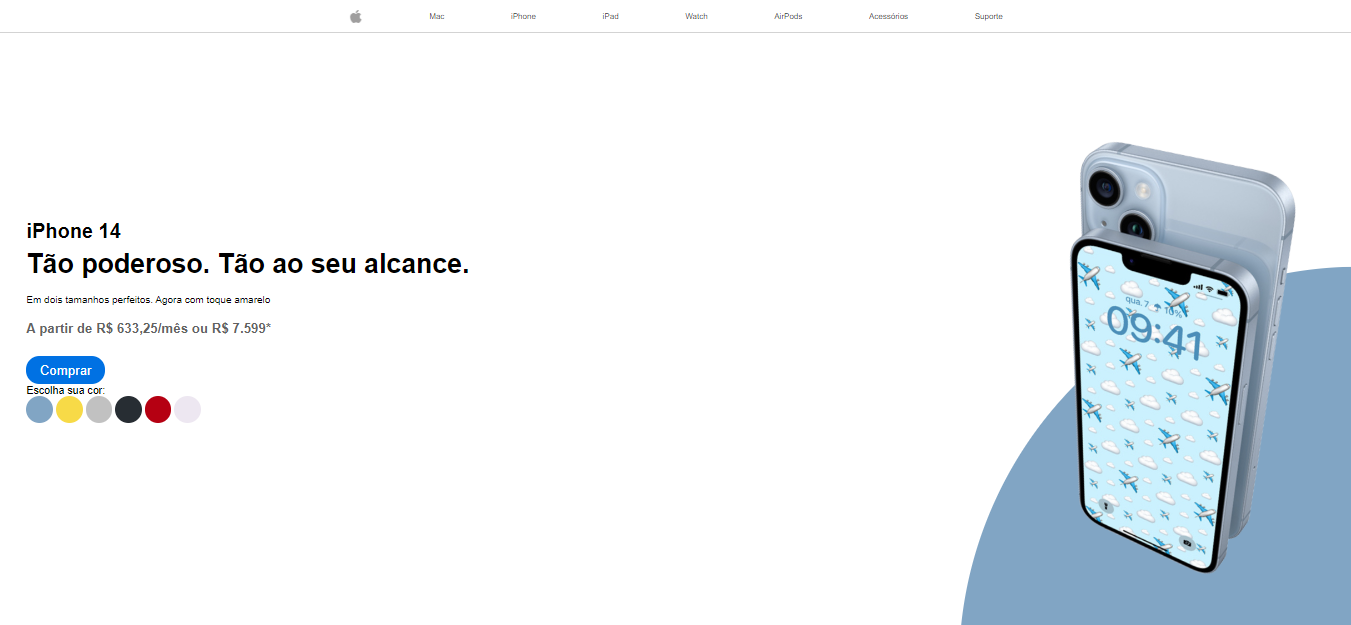 Mac iPhone iPad Watch AirPods Acessórios Suporte
iPhone 14
Tão poderoso. Tão ao seu alcance.
Em dois tamanhos perfeitos. Agora com toque amarelo
A partir de R$ 633,25/mês ou R$ 7.599*
Comprar
Escolha sua cor:
qua. 7 10%
09:41